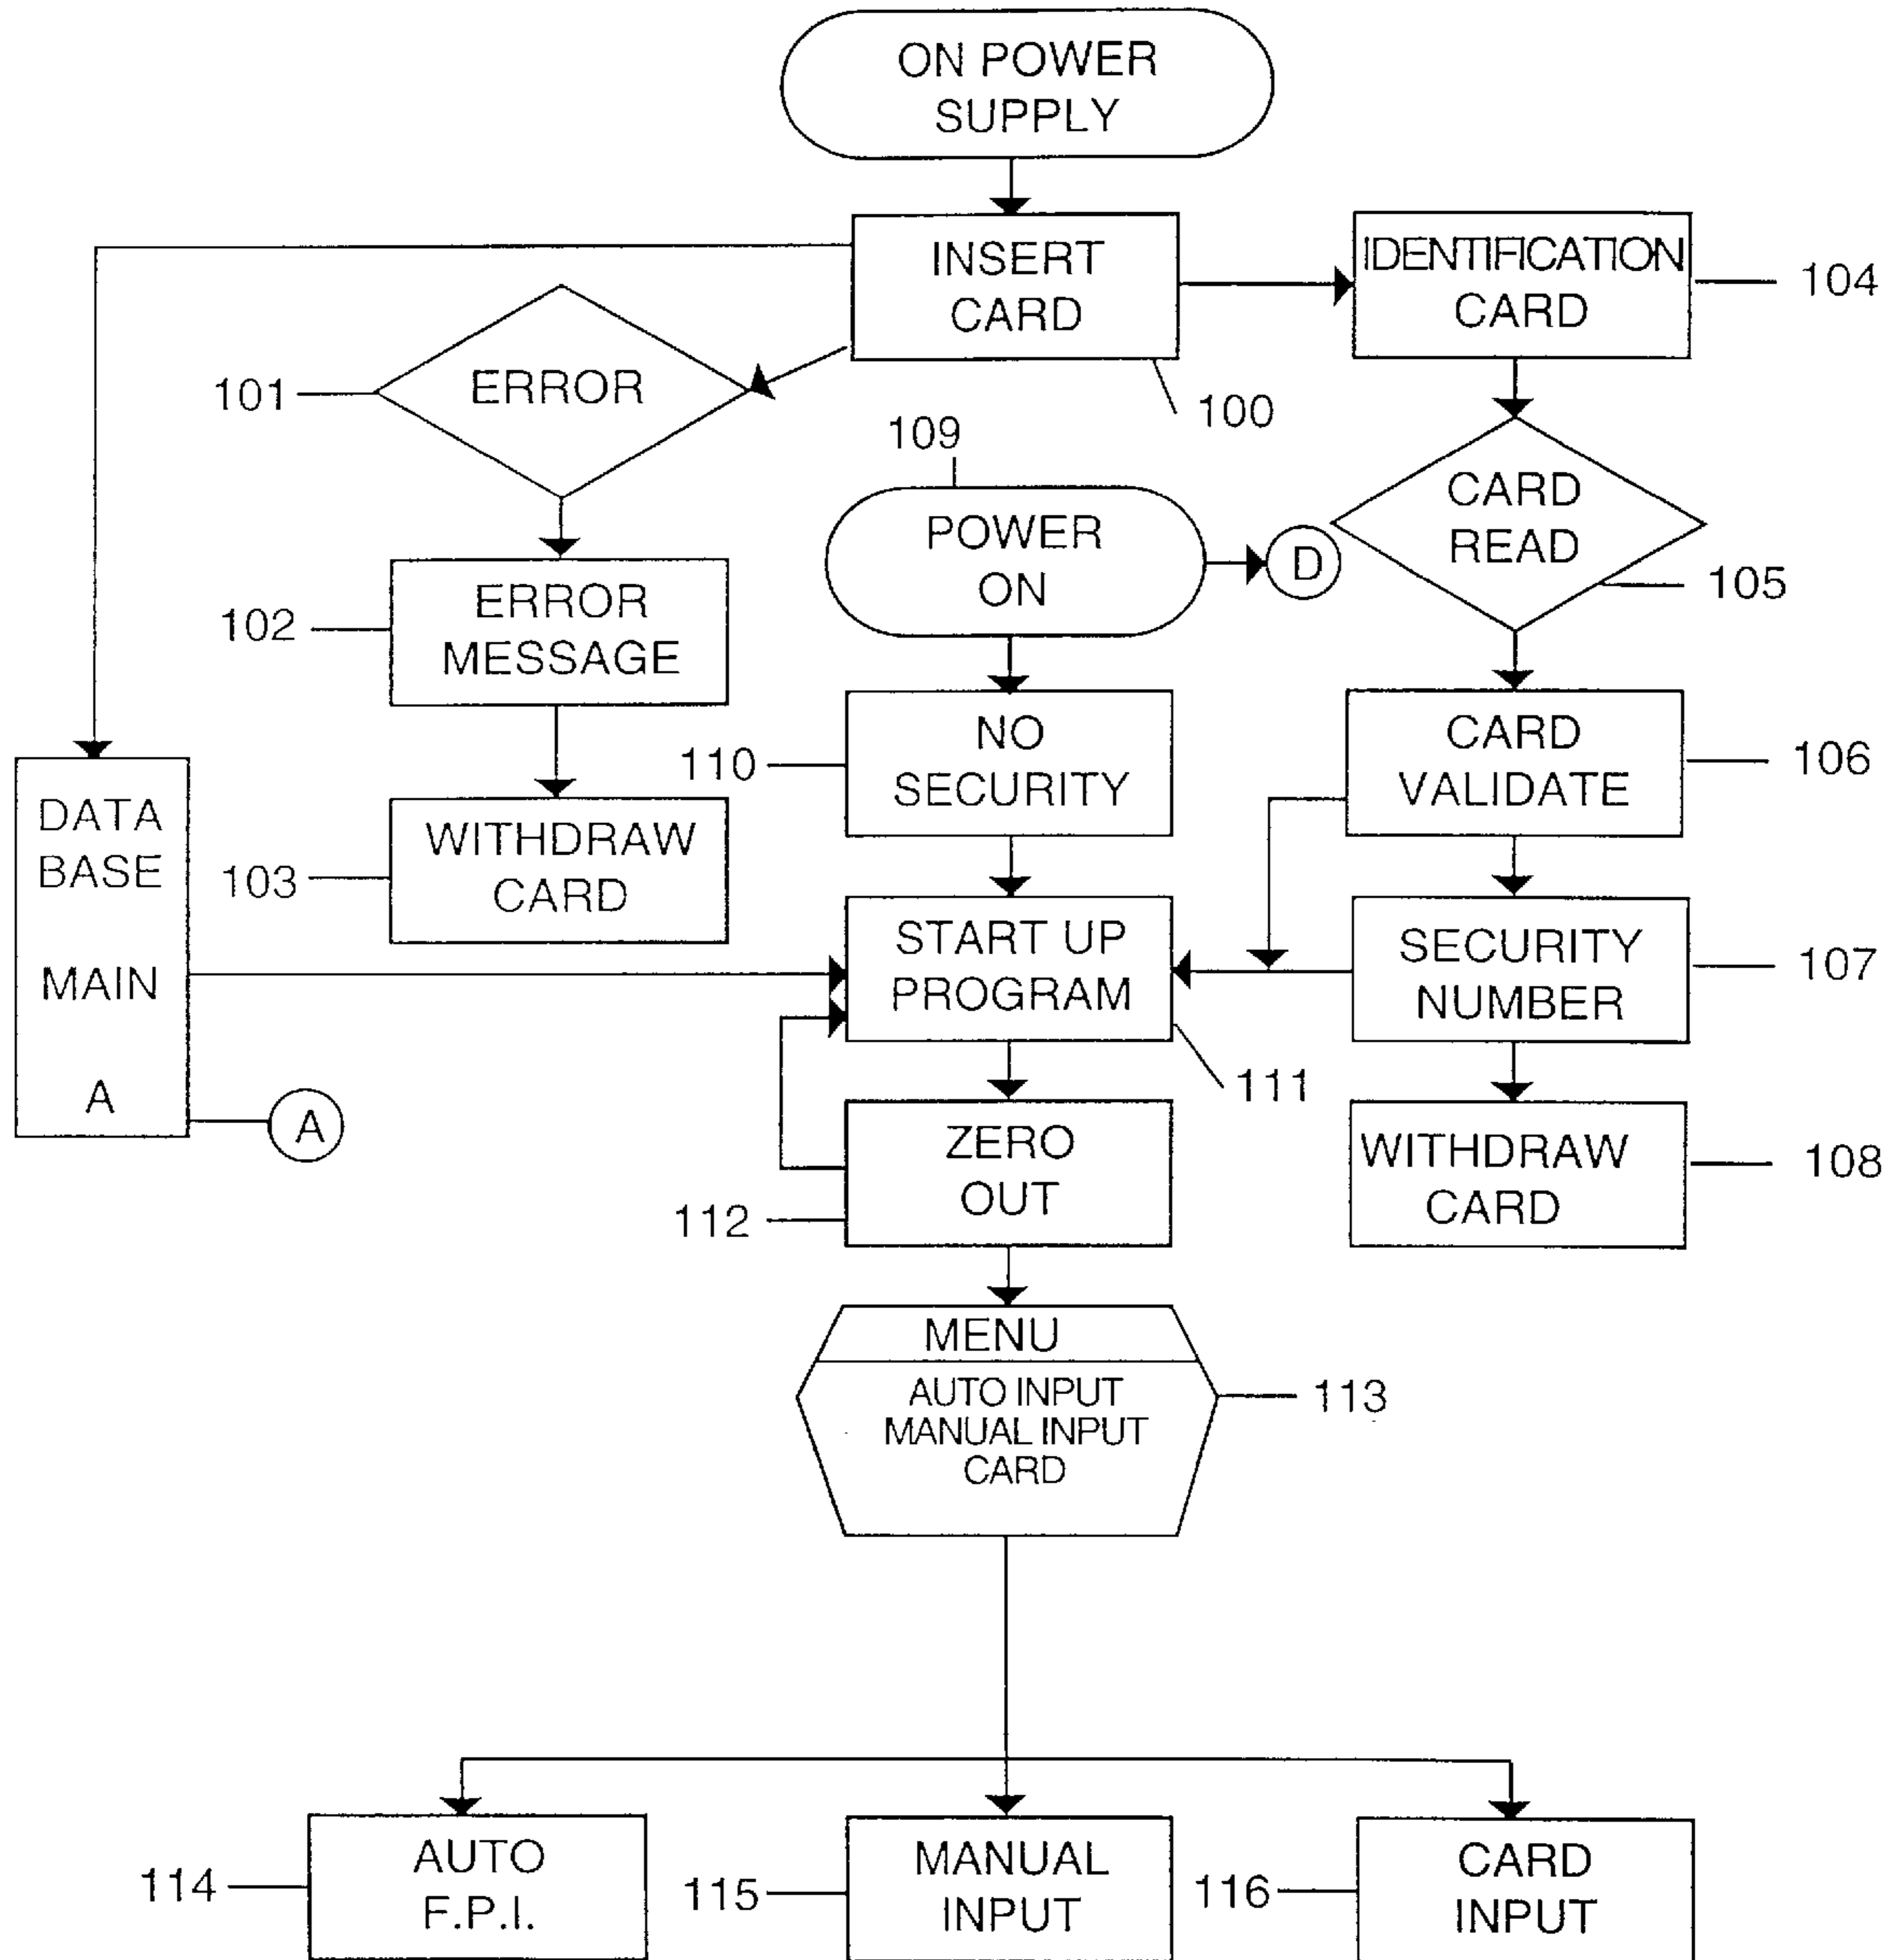 ON POWER
SUPPLY
INSERT
CARD
100
IDENTIFICATION
CARD
104
ERROR
101
109
POWER
ON
D
CARD
READ
105
ERROR
MESSAGE
102
NO
SECURITY
110
CARD
VALIDATE
106
DATA
BASE
MAIN
A
A
WITHDRAW
CARD
103
START UP
PROGRAM
111
SECURITY
NUMBER
107
ZERO
OUT
112
WITHDRAW
CARD
108
MENU
AUTO INPUT
MANUAL INPUT
CARD
113
AUTO
F.P.I.
114
MANUAL
INPUT
115
CARD
INPUT
116